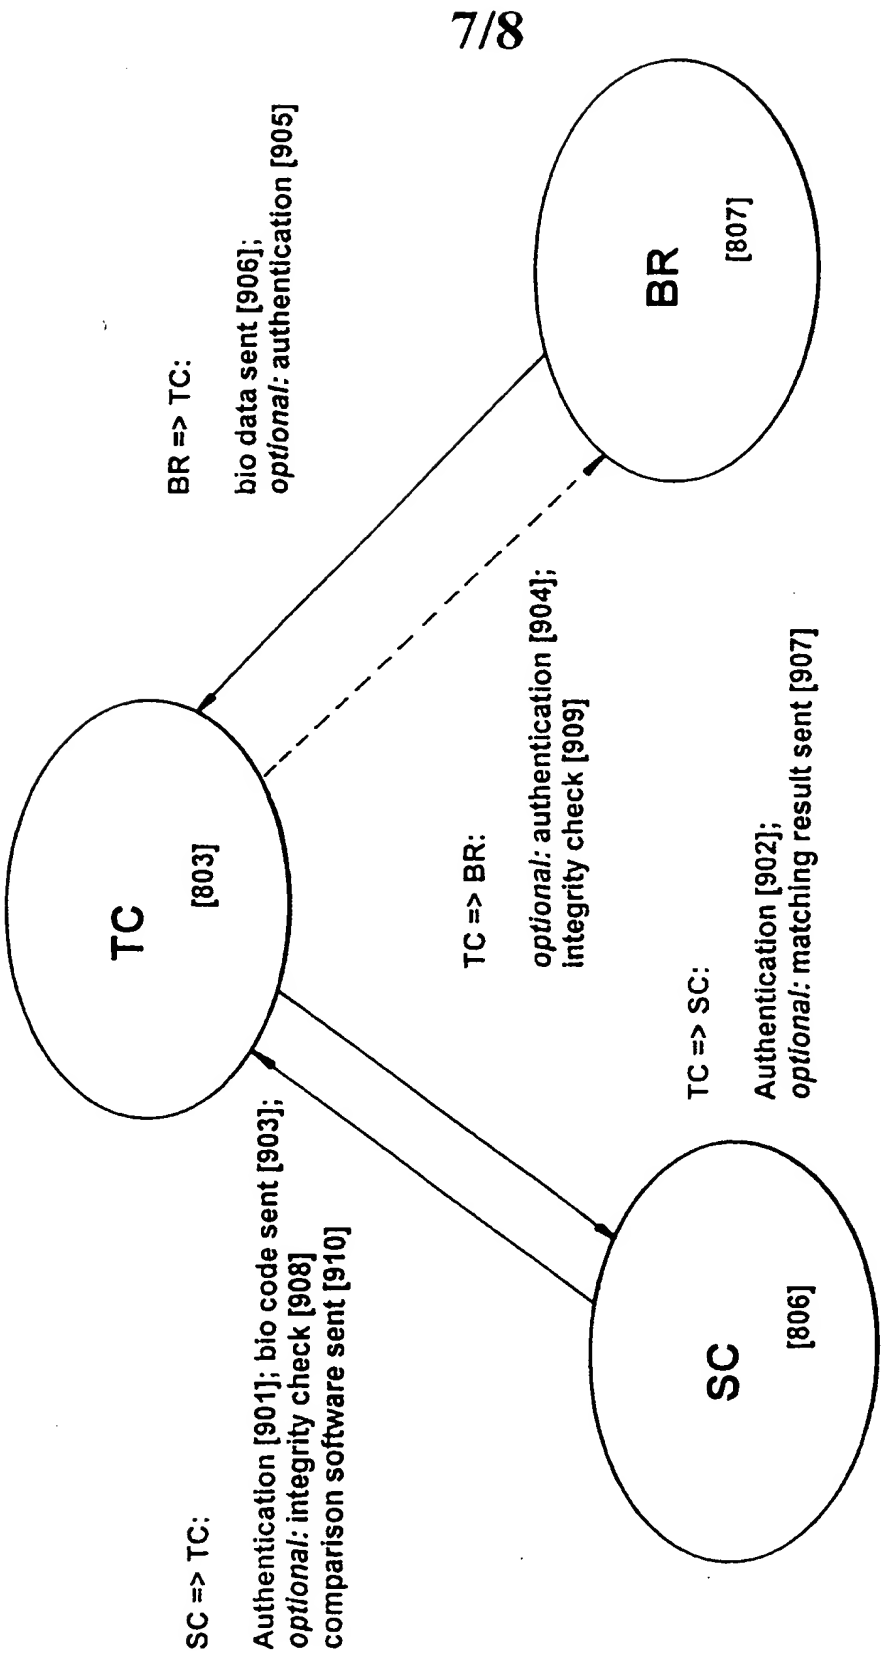 7/8
SC => TC:
Authentication [901]; bio code sent [903];
optional: integrity check [908]
comparison software sent [910]
TC
[803]
BR => TC:
bio data sent [906];
optional: authentication [905]
TC => BR:
optional: authentication [904];
integrity check [909]
TC => SC:
Authentication [902];
optional: matching result sent [907]
SC
[806]
BR
[807]